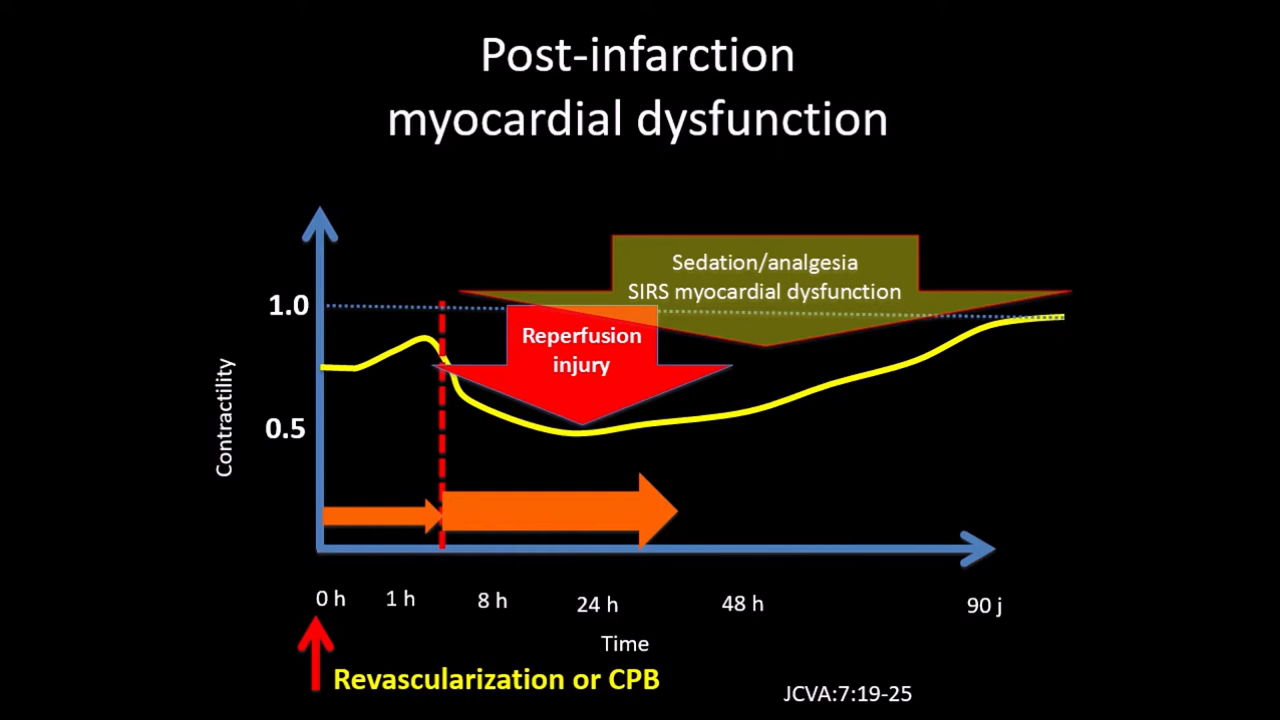 Post-infarction
myocardial dysfunction
Sedation/analgesia
SIRS myocardial dysfunction
1.0
Reperfusion
injury
Contractility
0.5
0 h 1 h 8 h 24 h 48 h 90 j
Time
Revascularization or CPB
JCVA:7:19-25